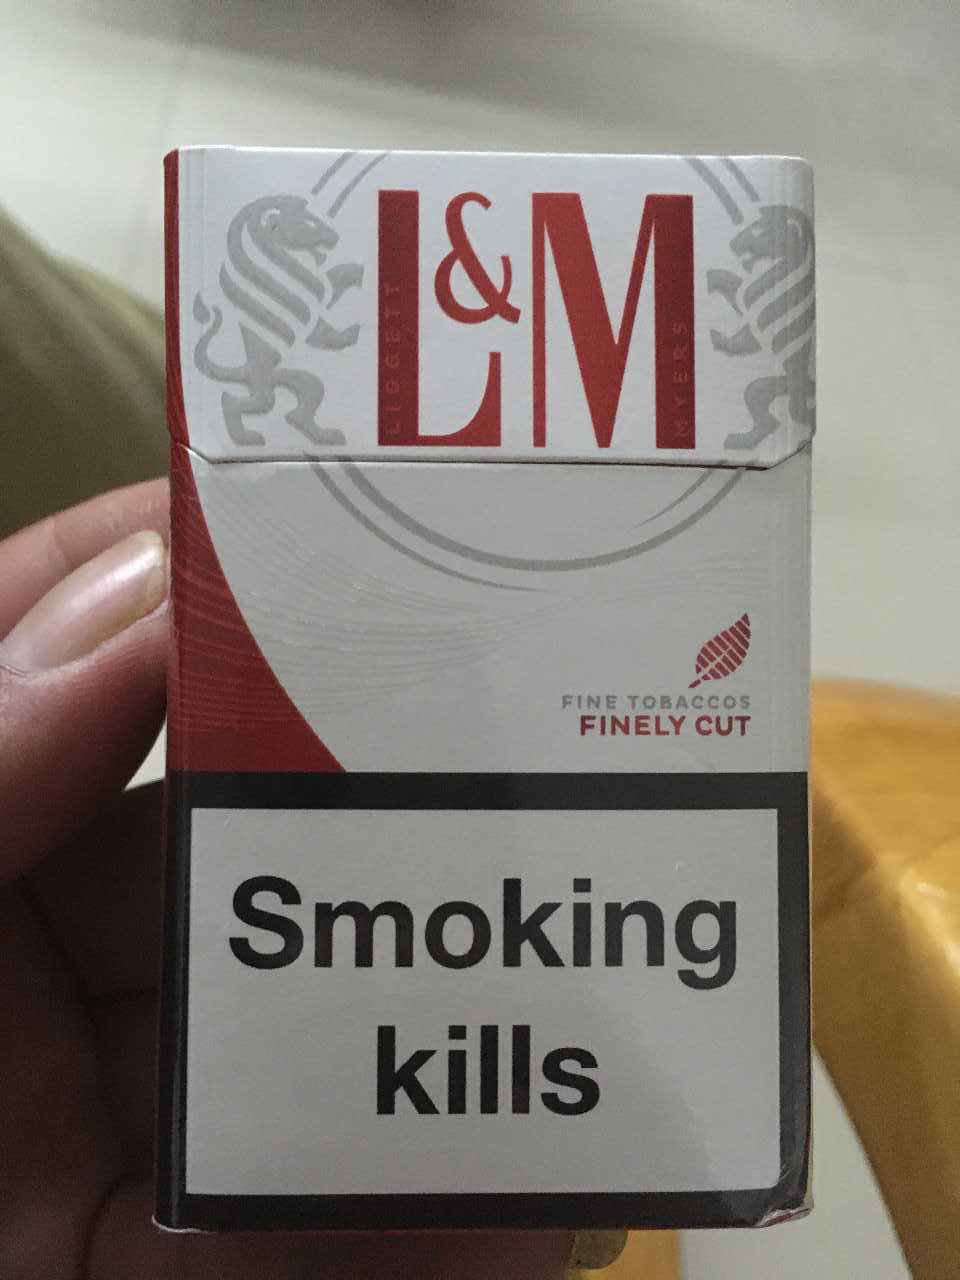 L&M
LIGGETT
MYERS
FINE TOBACCOS
FINELY CUT
Smoking
kills